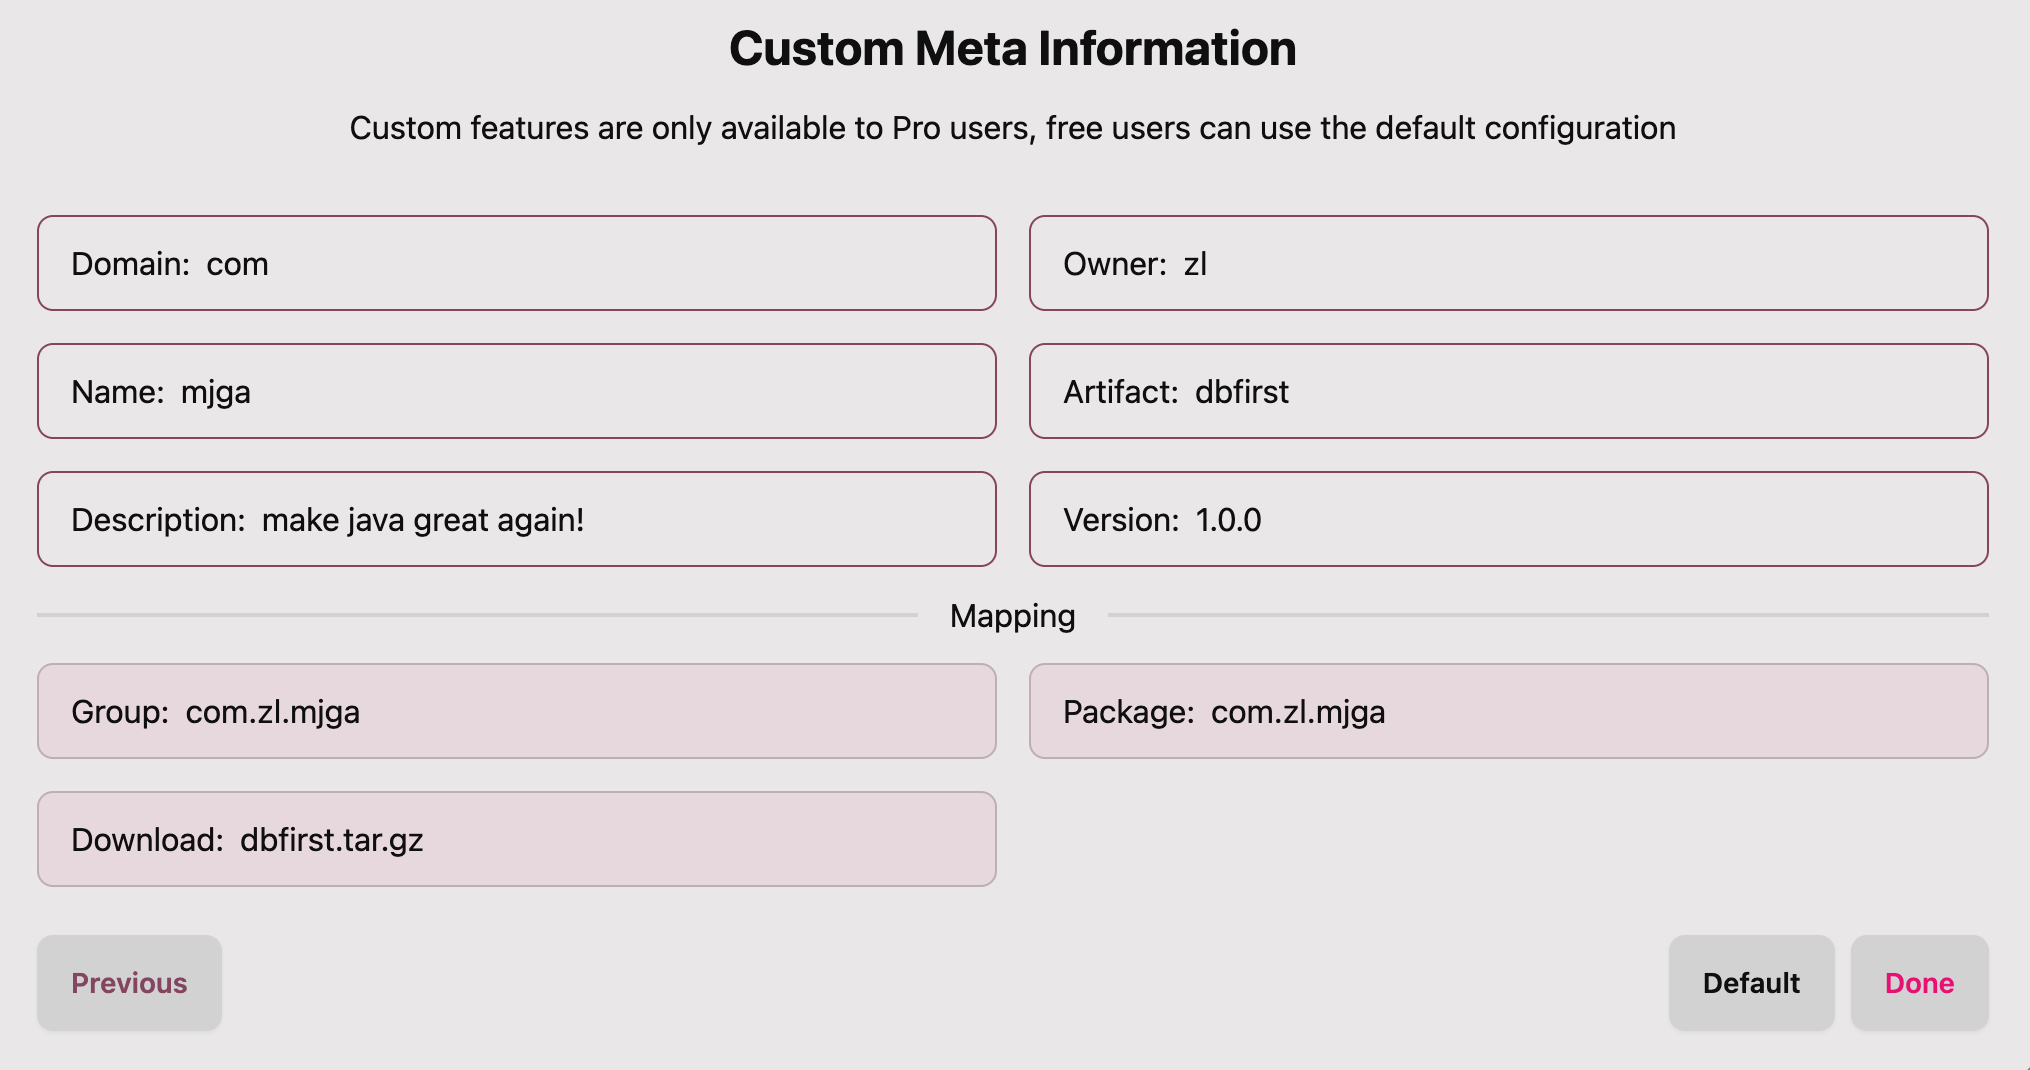 Custom Meta Information
Custom features are only available to Pro users, free users can use the default configuration
Domain: com
Owner: zl
Name: mjga
Artifact: dbfirst
Description: make java great again!
Version: 1.0.0
Mapping
Group: com.zl.mjga
Package: com.zl.mjga
Download: dbfirst.tar.gz
Previous
Default
Done